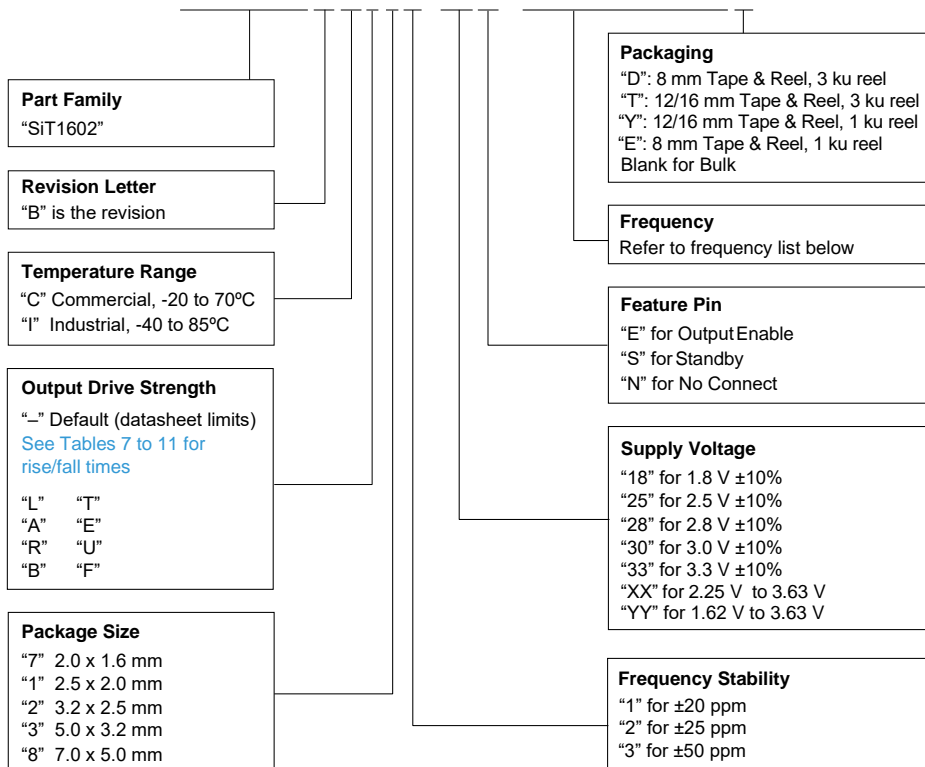 Part Family
“SiT1602”
Revision Letter
“B” is the revision
Temperature Range
“C” Commercial, -20 to 70ºC
“I” Industrial, -40 to 85ºC
Output Drive Strength
“–” Default (datasheet limits)
See Tables 7 to 11 for
rise/fall times
“L” “T”
“A” “E”
“R” “U”
“B” “F”
Package Size
“7” 2.0 x 1.6 mm
“1” 2.5 x 2.0 mm
“2” 3.2 x 2.5 mm
“3” 5.0 x 3.2 mm
“8” 7.0 x 5.0 mm
Packaging
“D”: 8 mm Tape & Reel, 3 ku reel
“T”: 12/16 mm Tape & Reel, 3 ku reel
“Y”: 12/16 mm Tape & Reel, 1 ku reel
“E”: 8 mm Tape & Reel, 1 ku reel
Blank for Bulk
Frequency
Refer to frequency list below
Feature Pin
“E” for Output Enable
“S” for Standby
“N” for No Connect
Supply Voltage
“18” for 1.8 V ±10%
“25” for 2.5 V ±10%
“28” for 2.8 V ±10%
“30” for 3.0 V ±10%
“33” for 3.3 V ±10%
“XX” for 2.25 V to 3.63 V
“YY” for 1.62 V to 3.63 V
Frequency Stability
“1” for ±20 ppm
“2” for ±25 ppm
“3” for ±50 ppm